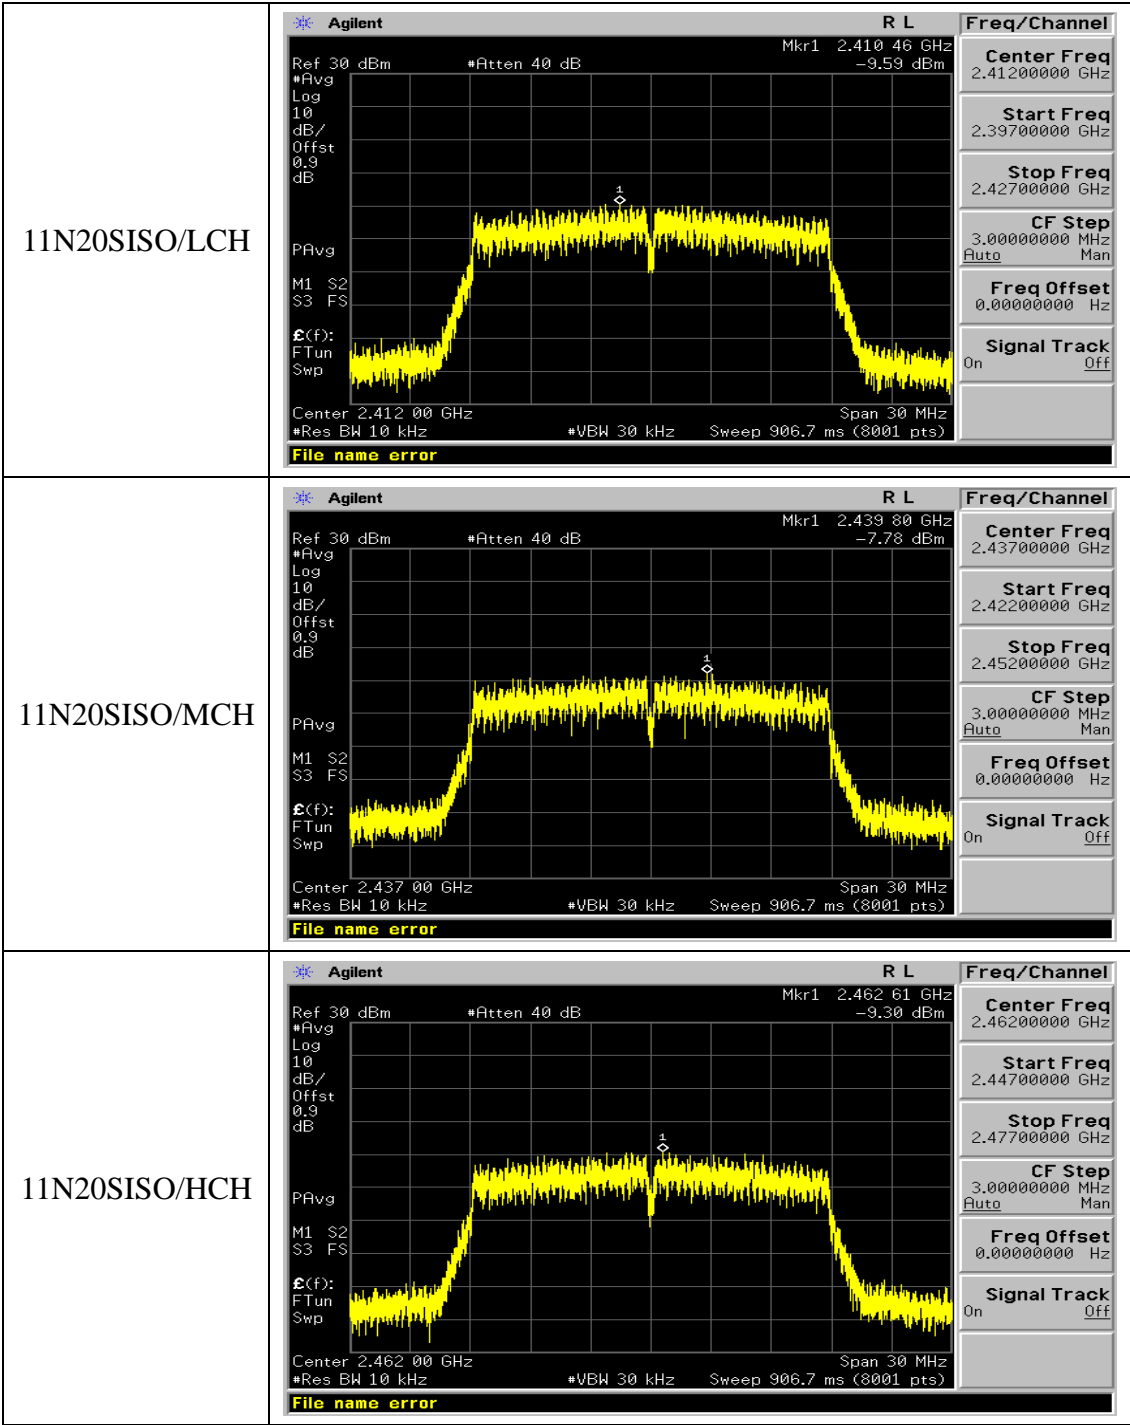 11N20SISO/LCH
Agilent R L Freq/Channel
Mkr1 2.410 46 GHz
Ref 30 dBm #Atten 40 dB -9.59 dBm
#Avg
Log
10
dB/
Offst
0.9
dB
1
PAvg
M1 S2
S3 FS
£(f):
FTun
Swp
Center 2.412 00 GHz Span 30 MHz
#Res BW 10 kHz #VBW 30 kHz Sweep 906.7 ms (8001 pts)
File name error
Center Freq
2.41200000 GHz
Start Freq
2.39700000 GHz
Stop Freq
2.42700000 GHz
CF Step
3.00000000 MHz
Auto Man
Freq Offset
0.00000000 Hz
Signal Track
On Off
11N20SISO/MCH
Agilent R L Freq/Channel
Mkr1 2.439 80 GHz
Ref 30 dBm #Atten 40 dB -7.78 dBm
#Avg
Log
10
dB/
Offst
0.9
dB
1
PAvg
M1 S2
S3 FS
£(f):
FTun
Swp
Center 2.437 00 GHz Span 30 MHz
#Res BW 10 kHz #VBW 30 kHz Sweep 906.7 ms (8001 pts)
File name error
Center Freq
2.43700000 GHz
Start Freq
2.42200000 GHz
Stop Freq
2.45200000 GHz
CF Step
3.00000000 MHz
Auto Man
Freq Offset
0.00000000 Hz
Signal Track
On Off
11N20SISO/HCH
Agilent R L Freq/Channel
Mkr1 2.462 61 GHz
Ref 30 dBm #Atten 40 dB -9.30 dBm
#Avg
Log
10
dB/
Offst
0.9
dB
1
PAvg
M1 S2
S3 FS
£(f):
FTun
Swp
Center 2.462 00 GHz Span 30 MHz
#Res BW 10 kHz #VBW 30 kHz Sweep 906.7 ms (8001 pts)
File name error
Center Freq
2.46200000 GHz
Start Freq
2.44700000 GHz
Stop Freq
2.47700000 GHz
CF Step
3.00000000 MHz
Auto Man
Freq Offset
0.00000000 Hz
Signal Track
On Off